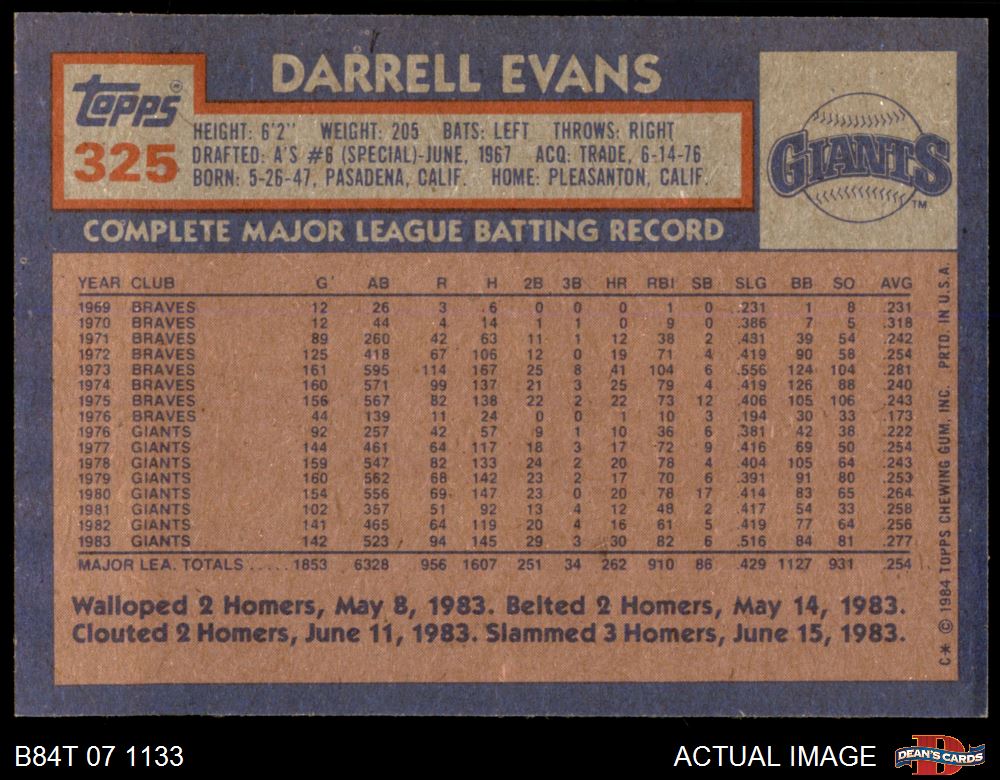 DARRELL EVANS
Topps®
325
HEIGHT: 6'2" WEIGHT: 205 BATS: LEFT THROWS: RIGHT
DRAFTED: A'S #6 (SPECIAL)-JUNE, 1967 ACQ: TRADE, 6-14-76
BORN: 5-26-47, PASADENA, CALIF. HOME: PLEASANTON, CALIF.
GIANTS
TM
COMPLETE MAJOR LEAGUE BATTING RECORD
YEAR CLUB G AB R H 2B 3B HR RBI SB SLG BB SO AVG
1969 BRAVES 12 26 3 6 0 0 0 1 0 .231 1 8 .231
1970 BRAVES 12 44 4 14 1 1 0 9 0 .386 7 5 .318
1971 BRAVES 89 260 42 63 11 1 12 38 2 .431 39 54 .242
1972 BRAVES 125 418 67 106 12 0 19 71 4 .419 90 58 .254
1973 BRAVES 161 595 114 167 25 8 41 104 6 .556 124 104 .281
1974 BRAVES 160 571 99 137 21 3 25 79 4 .419 126 88 .240
1975 BRAVES 156 567 82 138 22 2 22 73 12 .406 105 106 .243
1976 BRAVES 44 139 11 24 0 0 1 10 3 .194 30 33 .173
1976 GIANTS 92 257 42 57 9 1 10 36 6 .381 42 38 .222
1977 GIANTS 144 461 64 117 18 3 17 72 9 .416 69 50 .254
1978 GIANTS 159 547 82 133 24 2 20 78 4 .404 105 64 .243
1979 GIANTS 160 562 68 142 23 2 17 70 6 .391 91 80 .253
1980 GIANTS 154 556 69 147 23 0 20 78 17 .414 83 65 .264
1981 GIANTS 102 357 51 92 13 4 12 48 2 .417 54 33 .258
1982 GIANTS 141 465 64 119 20 4 16 61 5 .419 77 64 .256
1983 GIANTS 142 523 94 145 29 3 30 82 6 .516 84 81 .277
MAJOR LEA. TOTALS ..... 1853 6328 956 1607 251 34 262 910 86 .429 1127 931 .254
Walloped 2 Homers, May 8, 1983. Belted 2 Homers, May 14, 1983.
Clouted 2 Homers, June 11, 1983. Slammed 3 Homers, June 15, 1983.
C* © 1984 TOPPS CHEWING GUM, INC. PRTD. IN U.S.A.
B84T 07 1133
ACTUAL IMAGE
DEAN'S CARDS